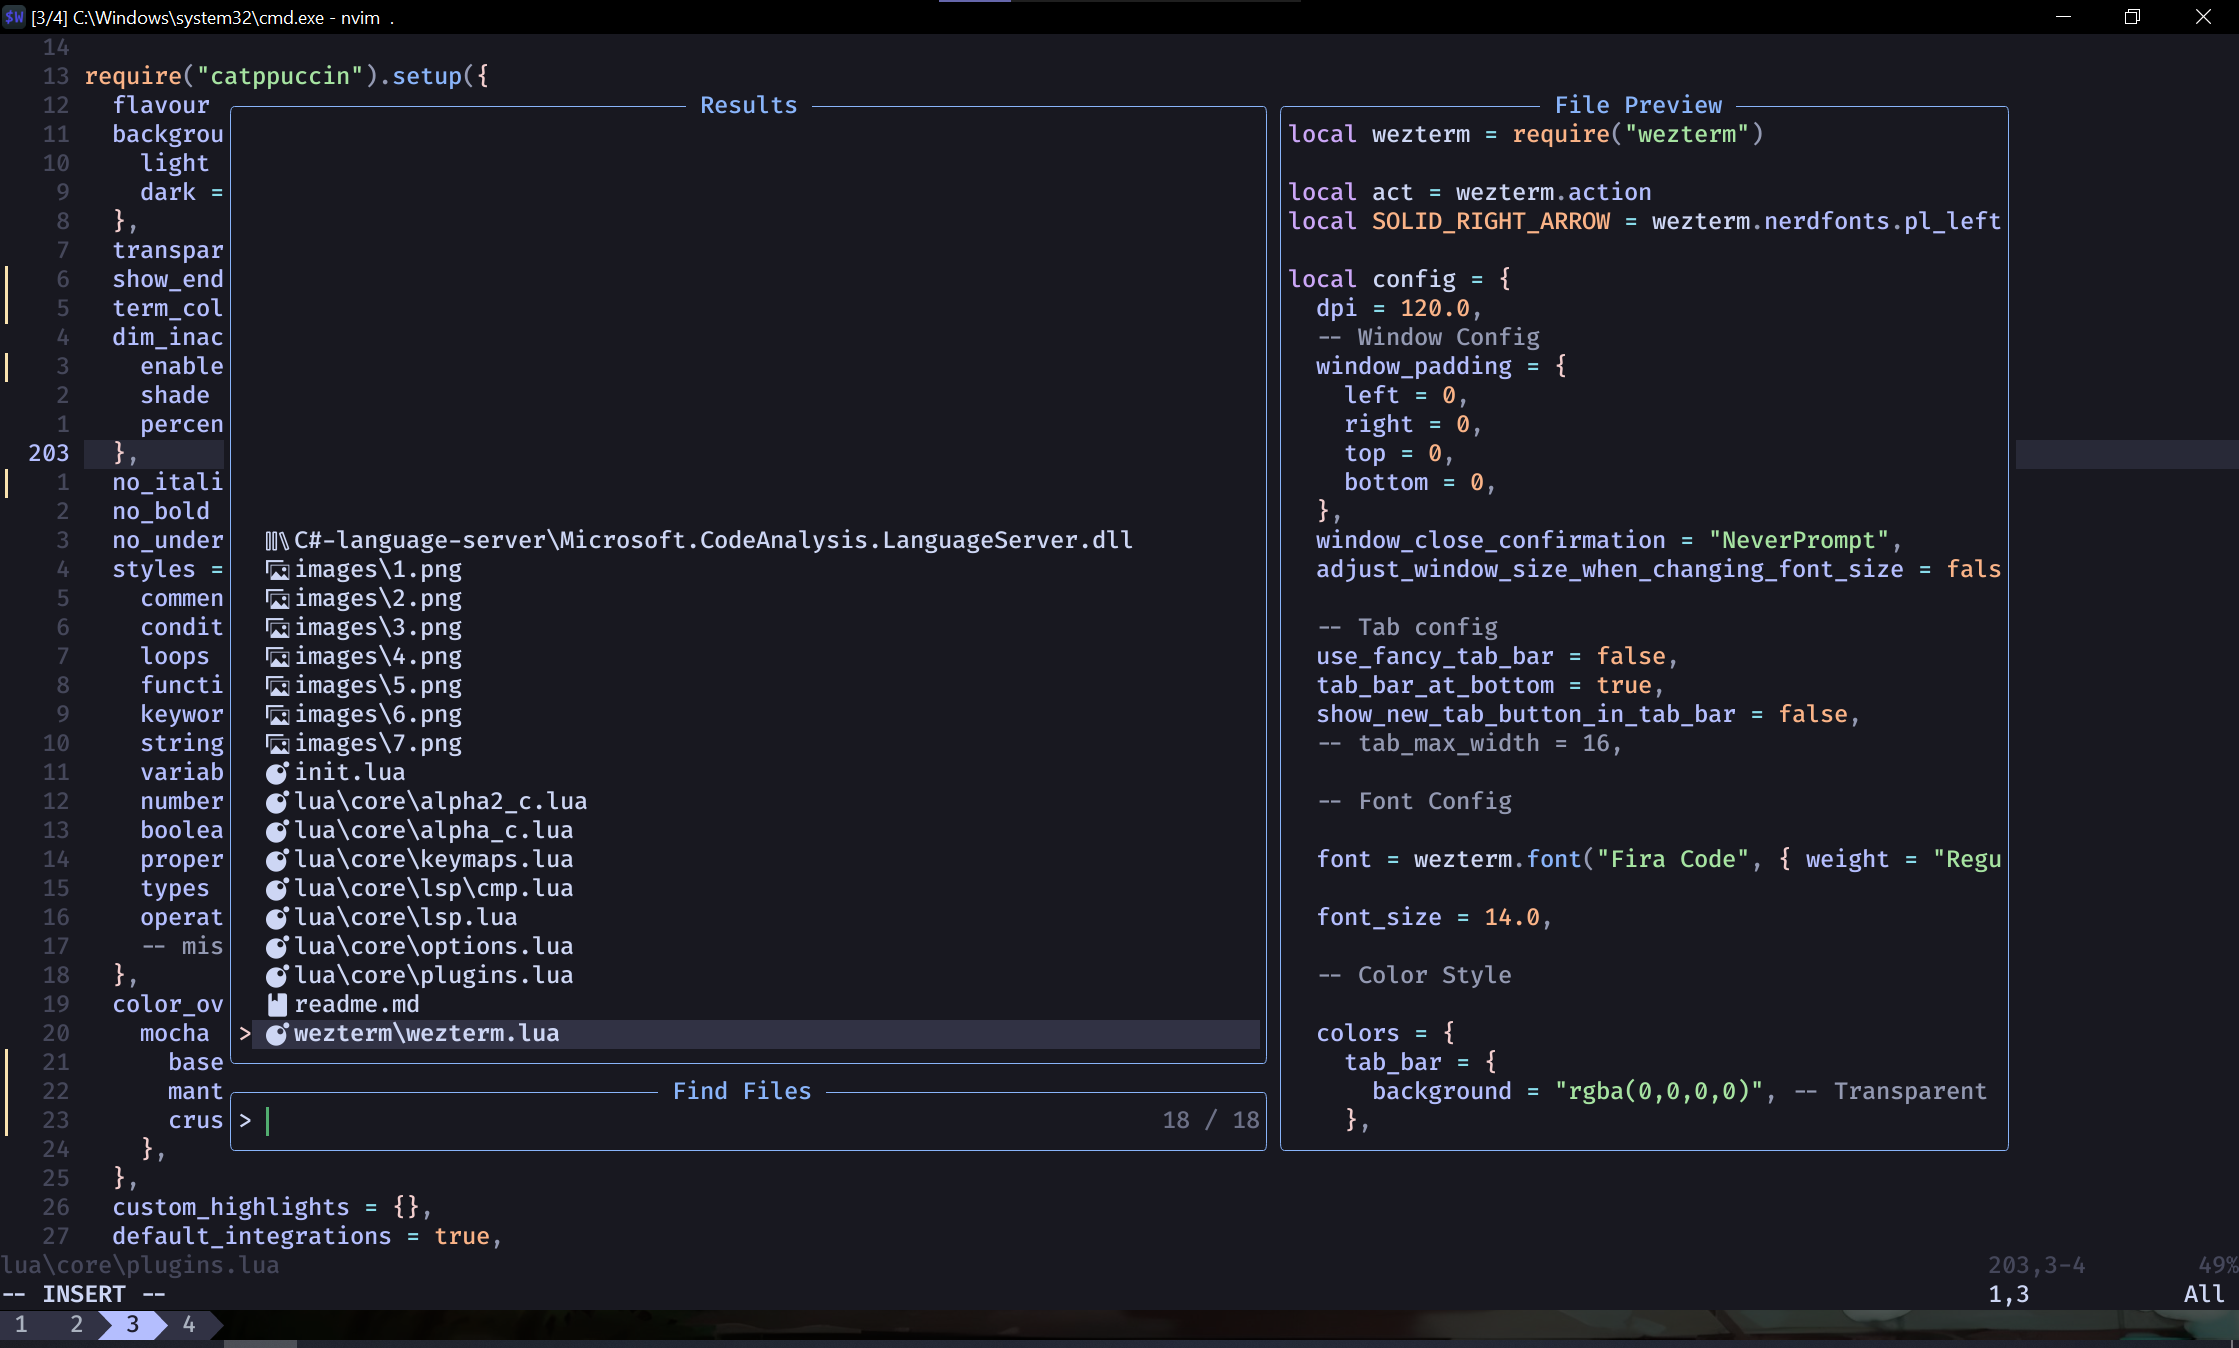 $W [3/4] C:\Windows\system32\cmd.exe - nvim .
14
13 require("catppuccin").setup({
12 flavour
11 backgrou
10 light
9 dark =
8 },
7 transpar
6 show_end
5 term_col
4 dim_inac
3 enable
2 shade
1 percen
203 },
1 no_itali
2 no_bold
3 no_under
4 styles =
5 commen
6 condit
7 loops
8 functi
9 keywor
10 string
11 variab
12 number
13 boolea
14 proper
15 types
16 operat
17 -- mis
18 },
19 color_ov
20 mocha
21 base
22 mant
23 crus
24 },
25 },
26 custom_highlights = {},
27 default_integrations = true,
Results
C#-language-server\Microsoft.CodeAnalysis.LanguageServer.dll
images\1.png
images\2.png
images\3.png
images\4.png
images\5.png
images\6.png
images\7.png
init.lua
lua\core\alpha2_c.lua
lua\core\alpha_c.lua
lua\core\keymaps.lua
lua\core\lsp\cmp.lua
lua\core\lsp.lua
lua\core\options.lua
lua\core\plugins.lua
readme.md
> wezterm\wezterm.lua
Find Files
> 18 / 18
File Preview
local wezterm = require("wezterm")
local act = wezterm.action
local SOLID_RIGHT_ARROW = wezterm.nerdfonts.pl_left
local config = {
dpi = 120.0,
-- Window Config
window_padding = {
left = 0,
right = 0,
top = 0,
bottom = 0,
},
window_close_confirmation = "NeverPrompt",
adjust_window_size_when_changing_font_size = fals
-- Tab config
use_fancy_tab_bar = false,
tab_bar_at_bottom = true,
show_new_tab_button_in_tab_bar = false,
-- tab_max_width = 16,
-- Font Config
font = wezterm.font("Fira Code", { weight = "Regu
font_size = 14.0,
-- Color Style
colors = {
tab_bar = {
background = "rgba(0,0,0,0)", -- Transparent
},
lua\core\plugins.lua 203,3-4 49%
-- INSERT -- 1,3 All
1 2 3 4